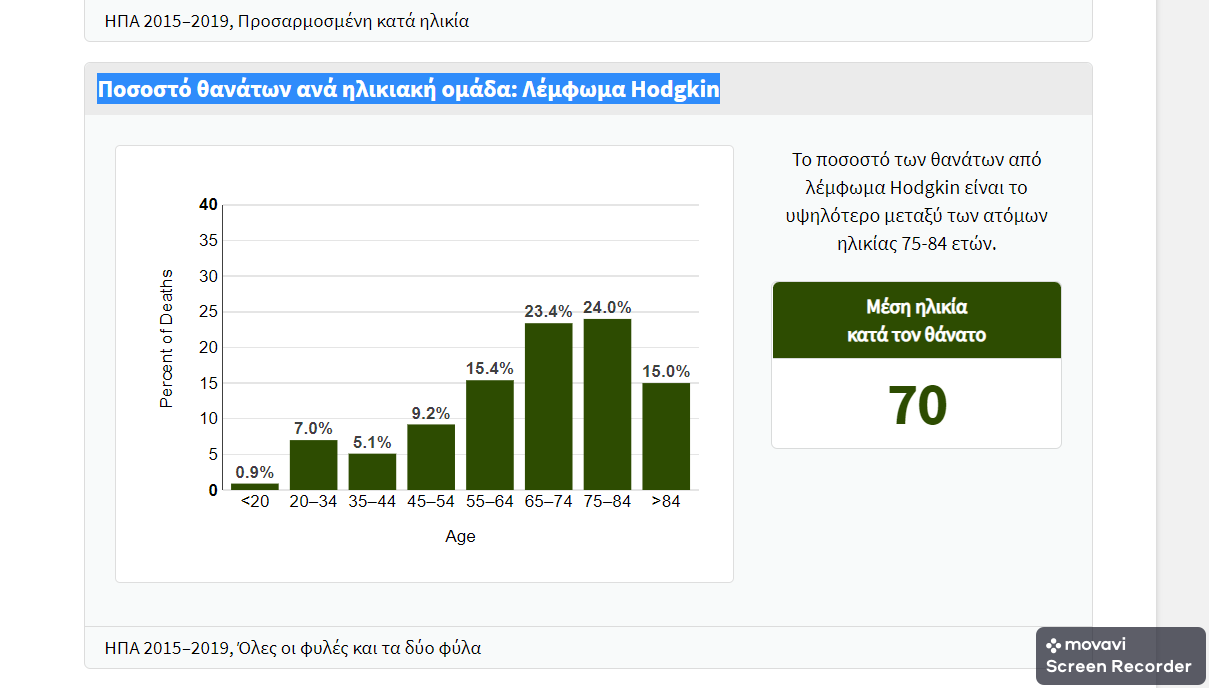 ΗΠΑ 2015–2019, Προσαρμοσμένη κατά ηλικία
Ποσοστό θανάτων ανά ηλικιακή ομάδα: Λέμφωμα Hodgkin
40
35
30
25
20
15
10
5
0
Percent of Deaths
0.9%
7.0%
5.1%
9.2%
15.4%
23.4%
24.0%
15.0%
<20 20–34 35–44 45–54 55–64 65–74 75–84 >84
Age
Το ποσοστό των θανάτων από
λέμφωμα Hodgkin είναι το
υψηλότερο μεταξύ των ατόμων
ηλικίας 75-84 ετών.
Μέση ηλικία
κατά τον θάνατο
70
ΗΠΑ 2015–2019, Όλες οι φυλές και τα δύο φύλα
movavi
Screen Recorder